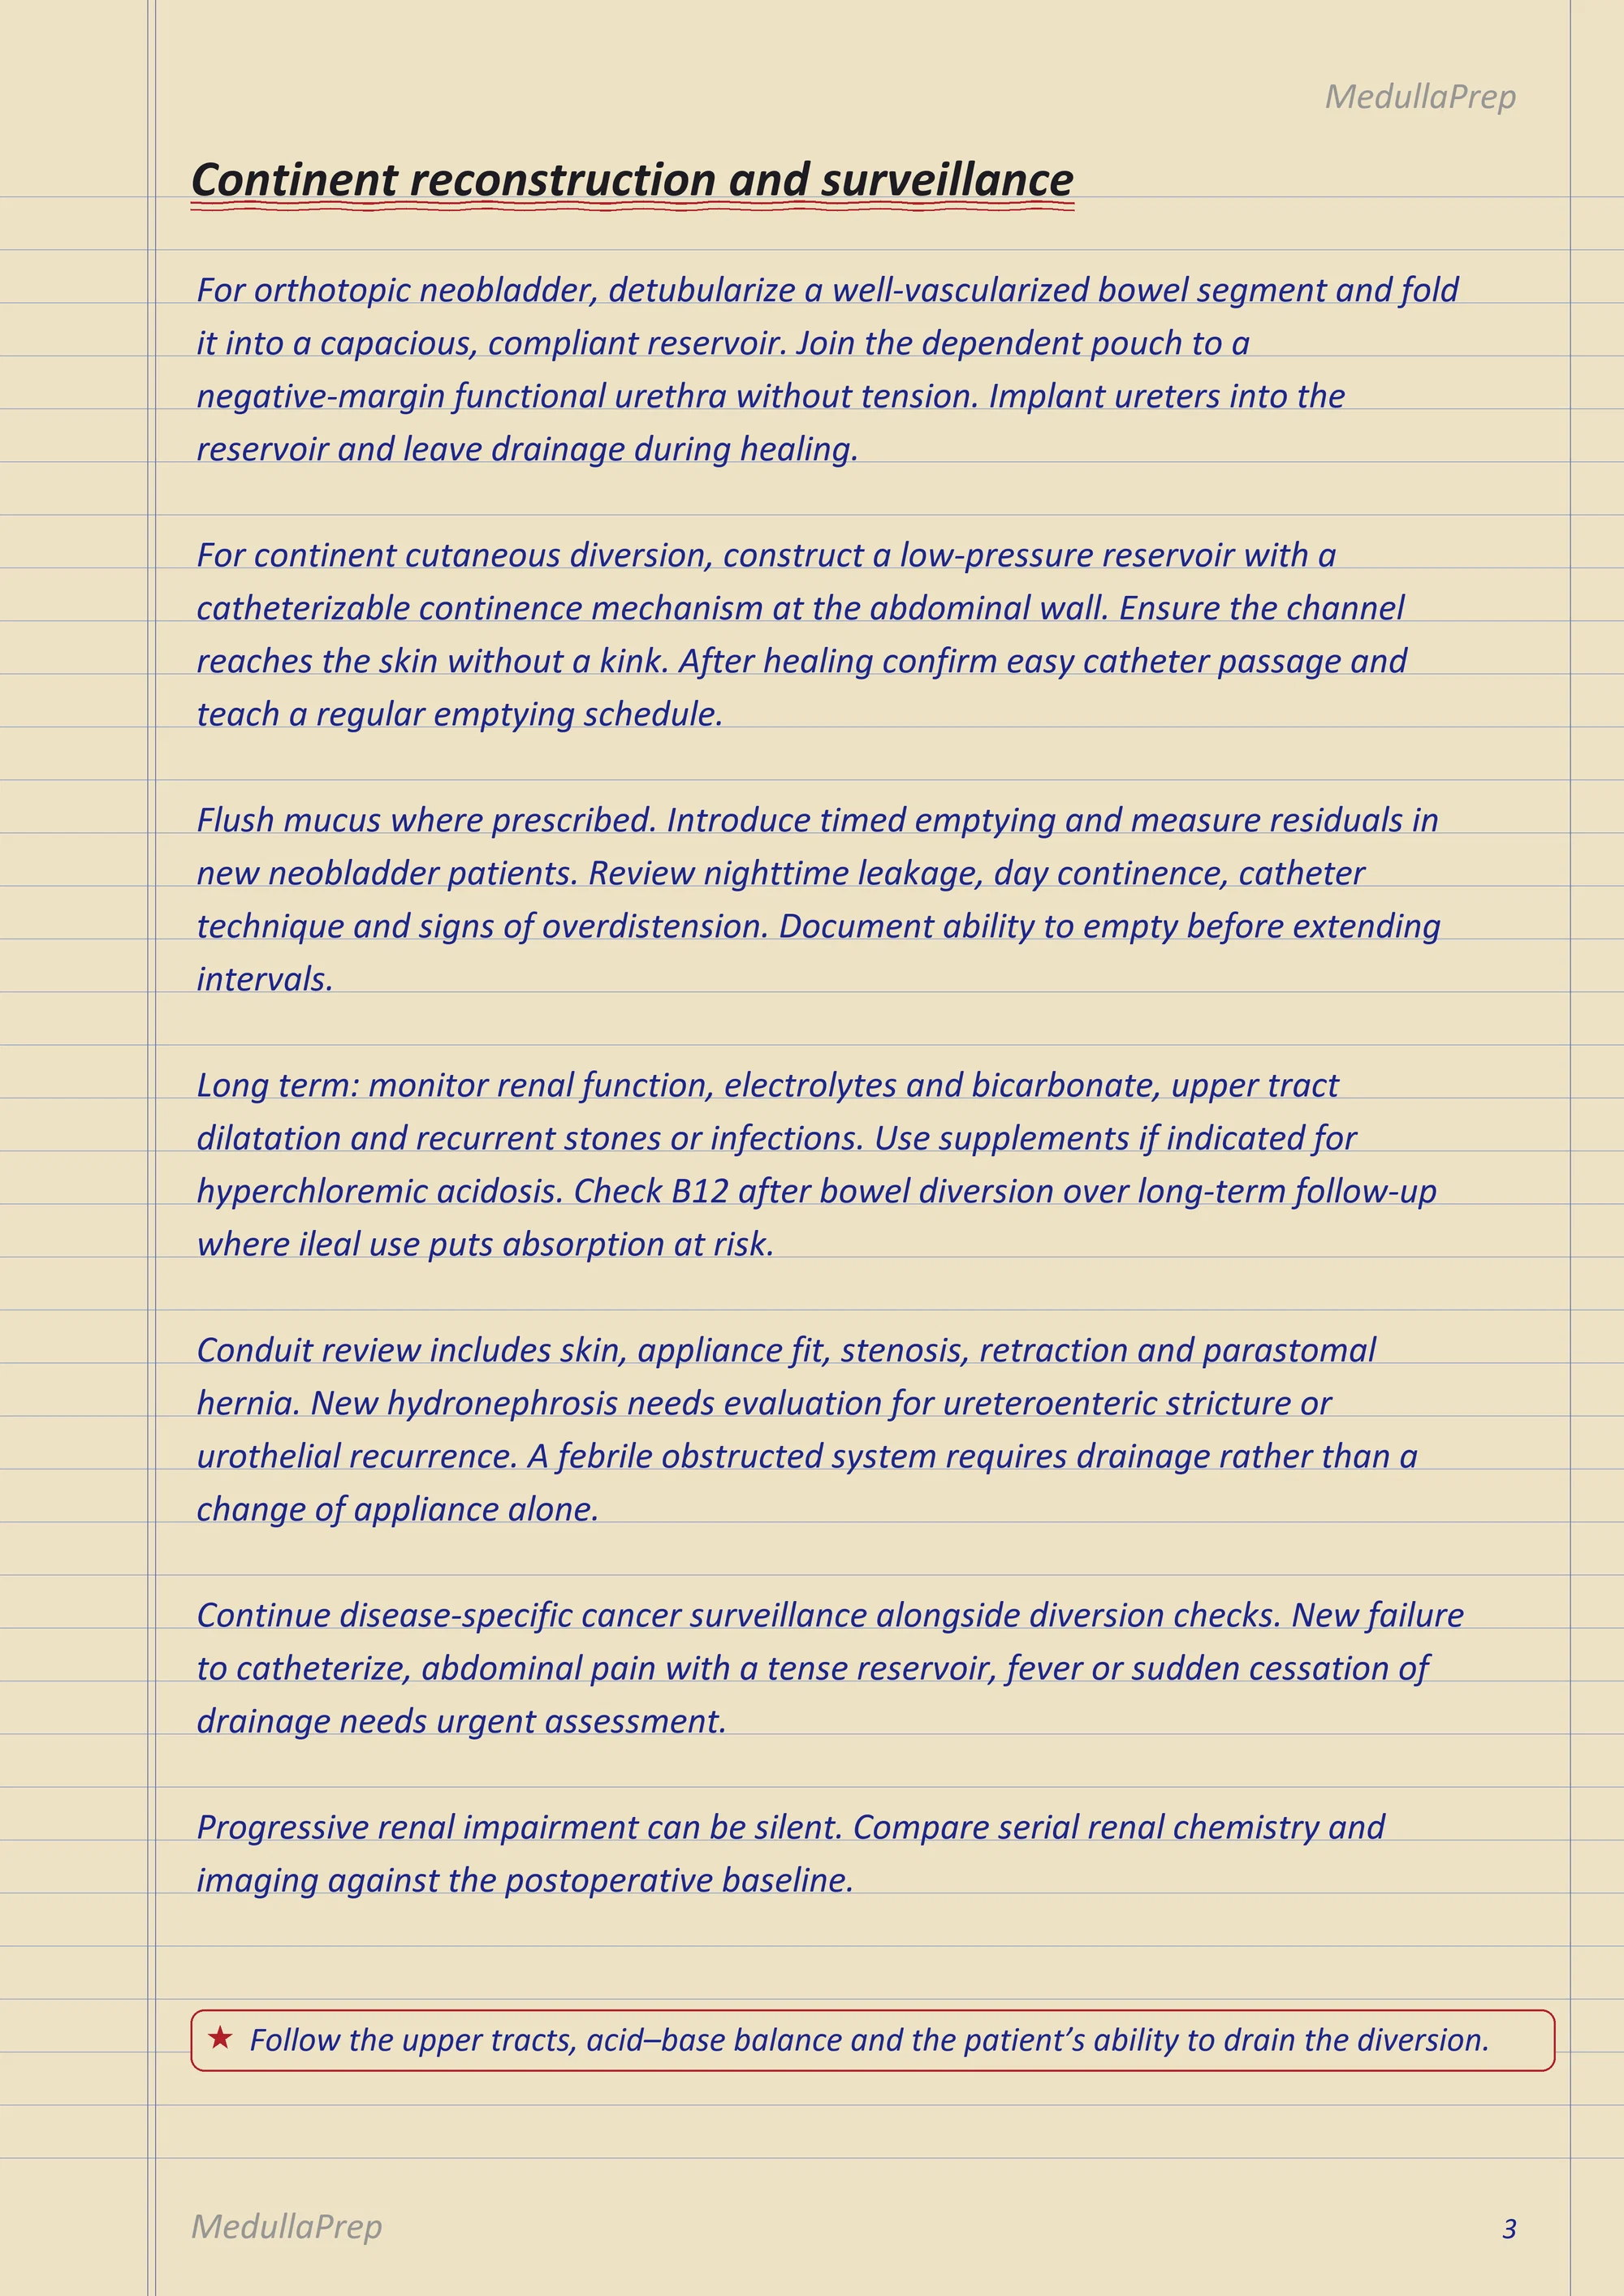 MedullaPrep
Continent reconstruction and surveillance
For orthotopic neobladder, detubularize a well-vascularized bowel segment and fold
it into a capacious, compliant reservoir. Join the dependent pouch to a
negative-margin functional urethra without tension. Implant ureters into the
reservoir and leave drainage during healing.
For continent cutaneous diversion, construct a low-pressure reservoir with a
catheterizable continence mechanism at the abdominal wall. Ensure the channel
reaches the skin without a kink. After healing confirm easy catheter passage and
teach a regular emptying schedule.
Flush mucus where prescribed. Introduce timed emptying and measure residuals in
new neobladder patients. Review nighttime leakage, day continence, catheter
technique and signs of overdistension. Document ability to empty before extending
intervals.
Long term: monitor renal function, electrolytes and bicarbonate, upper tract
dilatation and recurrent stones or infections. Use supplements if indicated for
hyperchloremic acidosis. Check B12 after bowel diversion over long-term follow-up
where ileal use puts absorption at risk.
Conduit review includes skin, appliance fit, stenosis, retraction and parastomal
hernia. New hydronephrosis needs evaluation for ureteroenteric stricture or
urothelial recurrence. A febrile obstructed system requires drainage rather than a
change of appliance alone.
Continue disease-specific cancer surveillance alongside diversion checks. New failure
to catheterize, abdominal pain with a tense reservoir, fever or sudden cessation of
drainage needs urgent assessment.
Progressive renal impairment can be silent. Compare serial renal chemistry and
imaging against the postoperative baseline.
★ Follow the upper tracts, acid–base balance and the patient’s ability to drain the diversion.
MedullaPrep
3